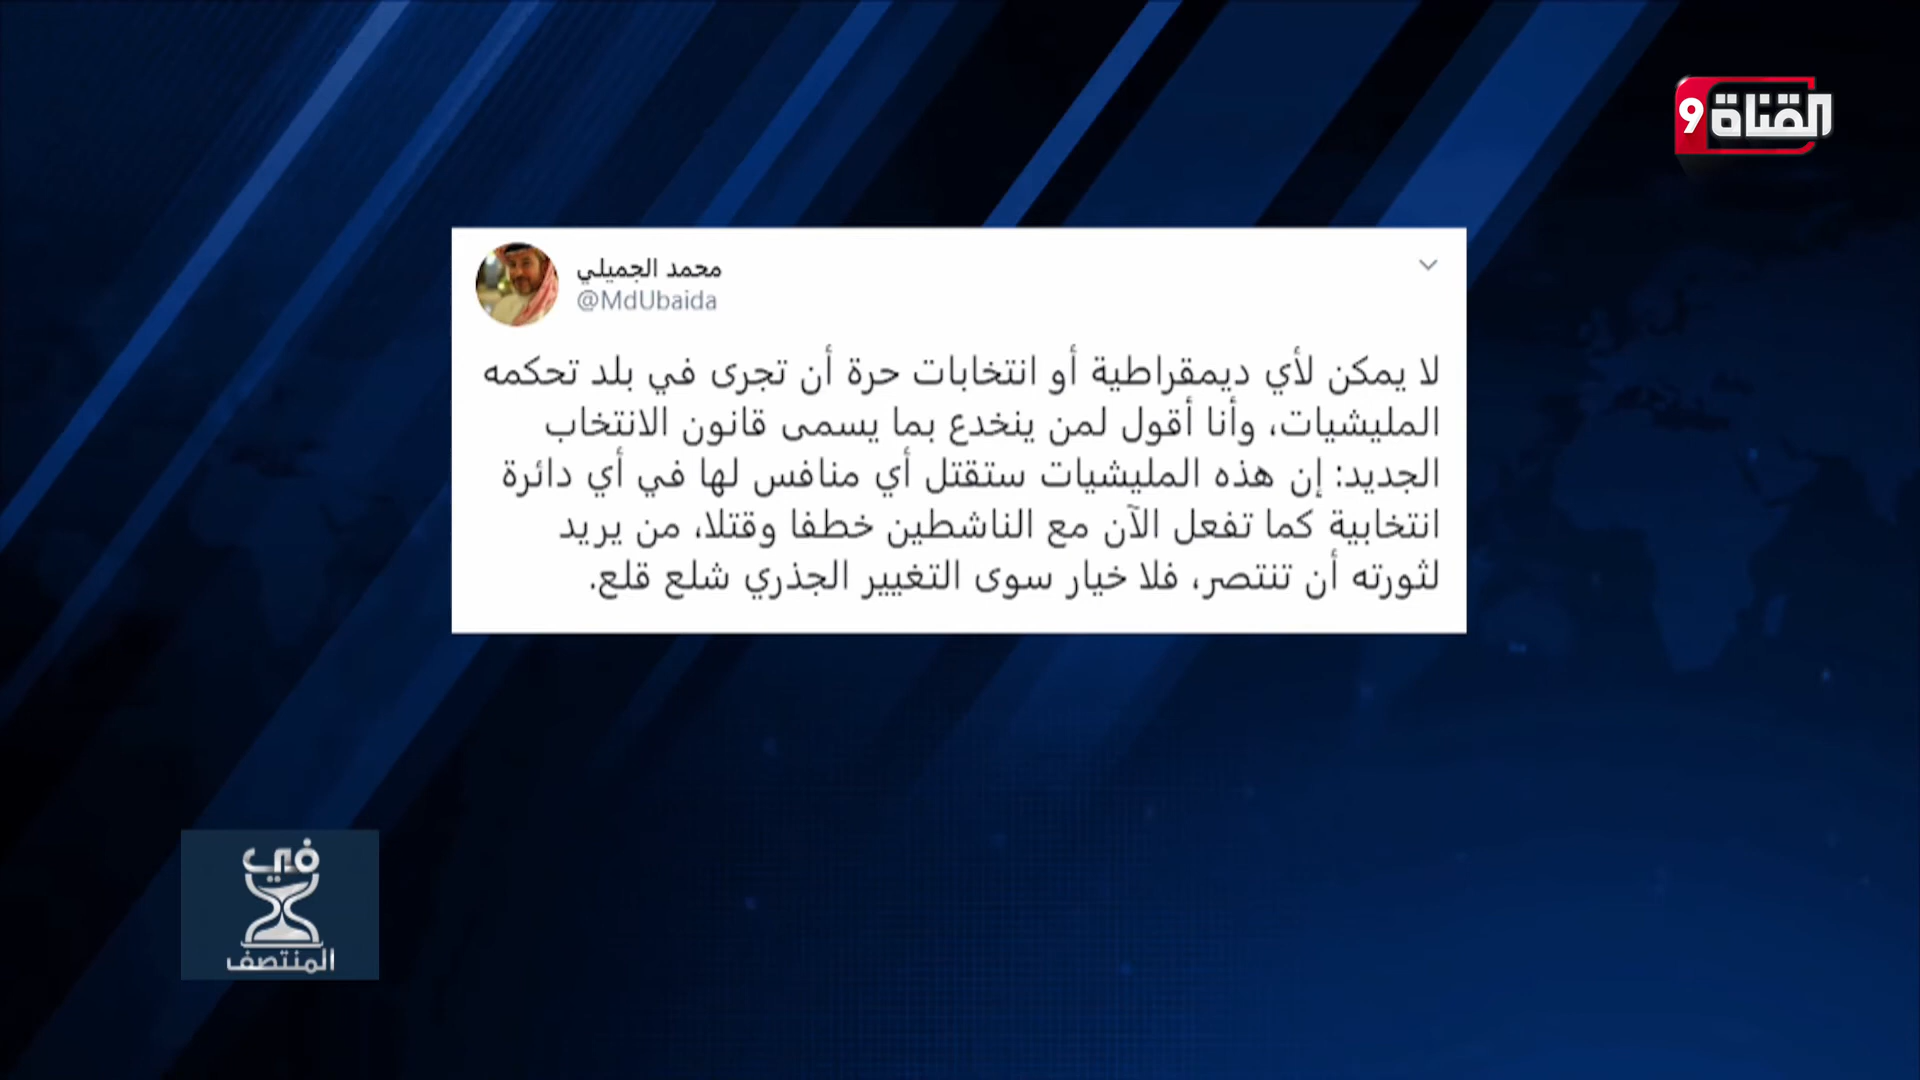 القناة 9
محمد الجميلي
@MdUbaida
لا يمكن لأي ديمقراطية أو انتخابات حرة أن تجرى في بلد تحكمه
المليشيات، وأنا أقول لمن ينخدع بما يسمى قانون الانتخاب
الجديد: إن هذه المليشيات ستقتل أي منافس لها في أي دائرة
انتخابية كما تفعل الآن مع الناشطين خطفا وقتلا، من يريد
لثورته أن تنتصر، فلا خيار سوى التغيير الجذري شلع قلع.
في
المنتصف